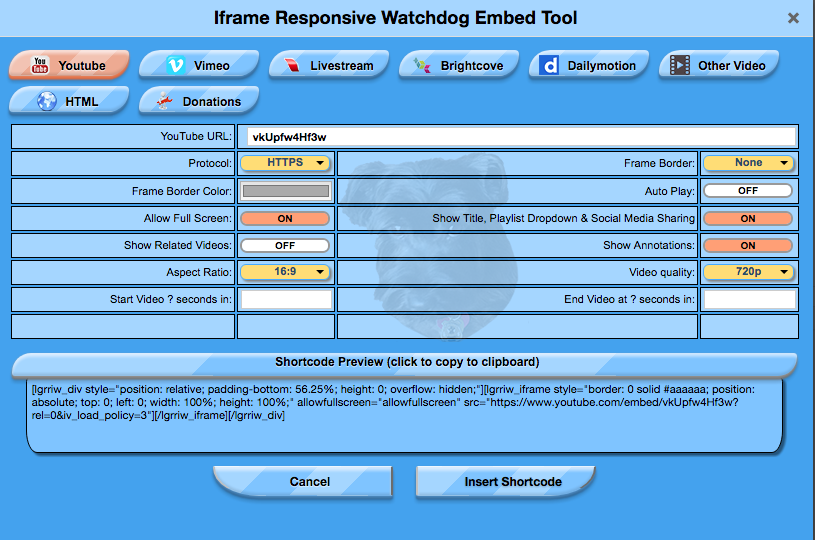 Iframe Responsive Watchdog Embed Tool
You Tube Youtube Vimeo Livestream Brightcove Dailymotion Other Video
HTML Donations
YouTube URL: vkUpfw4Hf3w
Protocol: HTTPS Frame Border: None
Frame Border Color: Auto Play: OFF
Allow Full Screen: ON Show Title, Playlist Dropdown & Social Media Sharing ON
Show Related Videos: OFF Show Annotations: ON
Aspect Ratio: 16:9 Video quality: 720p
Start Video ? seconds in: End Video at ? seconds in:
Shortcode Preview (click to copy to clipboard)
[lgrriw_div style="position: relative; padding-bottom: 56.25%; height: 0; overflow: hidden;"][lgrriw_iframe style="border: 0 solid #aaaaaa; position:
absolute; top: 0; left: 0; width: 100%; height: 100%;" allowfullscreen="allowfullscreen" src="https://www.youtube.com/embed/vkUpfw4Hf3w?
rel=0&iv_load_policy=3"][/lgrriw_iframe][/lgrriw_div]
Cancel Insert Shortcode